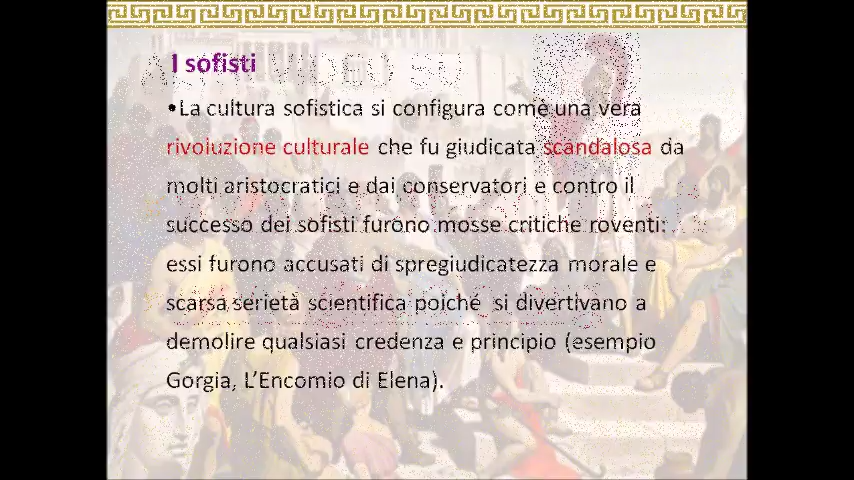 I sofisti
•La cultura sofistica si configura come una vera
rivoluzione culturale che fu giudicata scandalosa da
molti aristocratici e dai conservatori e contro il
successo dei sofisti furono mosse critiche roventi:
essi furono accusati di spregiudicatezza morale e
scarsa serietà scientifica poiché si divertivano a
demolire qualsiasi credenza e principio (esempio
Gorgia, L’Encomio di Elena).